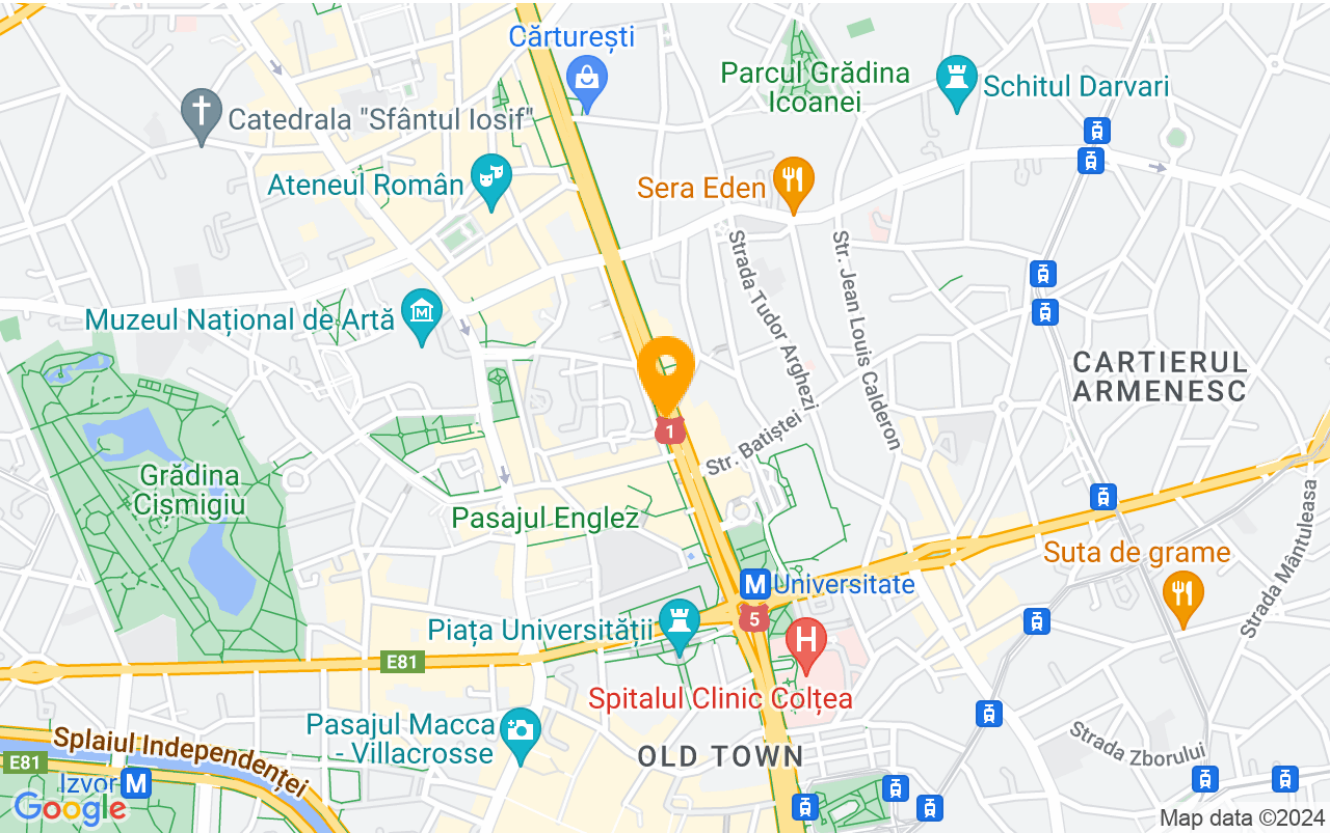 Cărturești
Parcul Grădina
Icoanei
Schitul Darvari
Catedrala "Sfântul Iosif"
Ateneul Român
Sera Eden
Strada Tudor Arghezi
Str. Jean Louis Calderon
Muzeul Național de Artă
CARTIERUL
ARMENESC
1
Str. Batiștei
Grădina
Cișmigiu
Pasajul Englez
Suta de grame
Strada Mântuleasa
M Universitate
5
Piața Universității
H
E81
Spitalul Clinic Colțea
Pasajul Macca
- Villacrosse
OLD TOWN
Strada Zborului
Splaiul Independenței
E81
Izvor M
Google
Map data ©2024